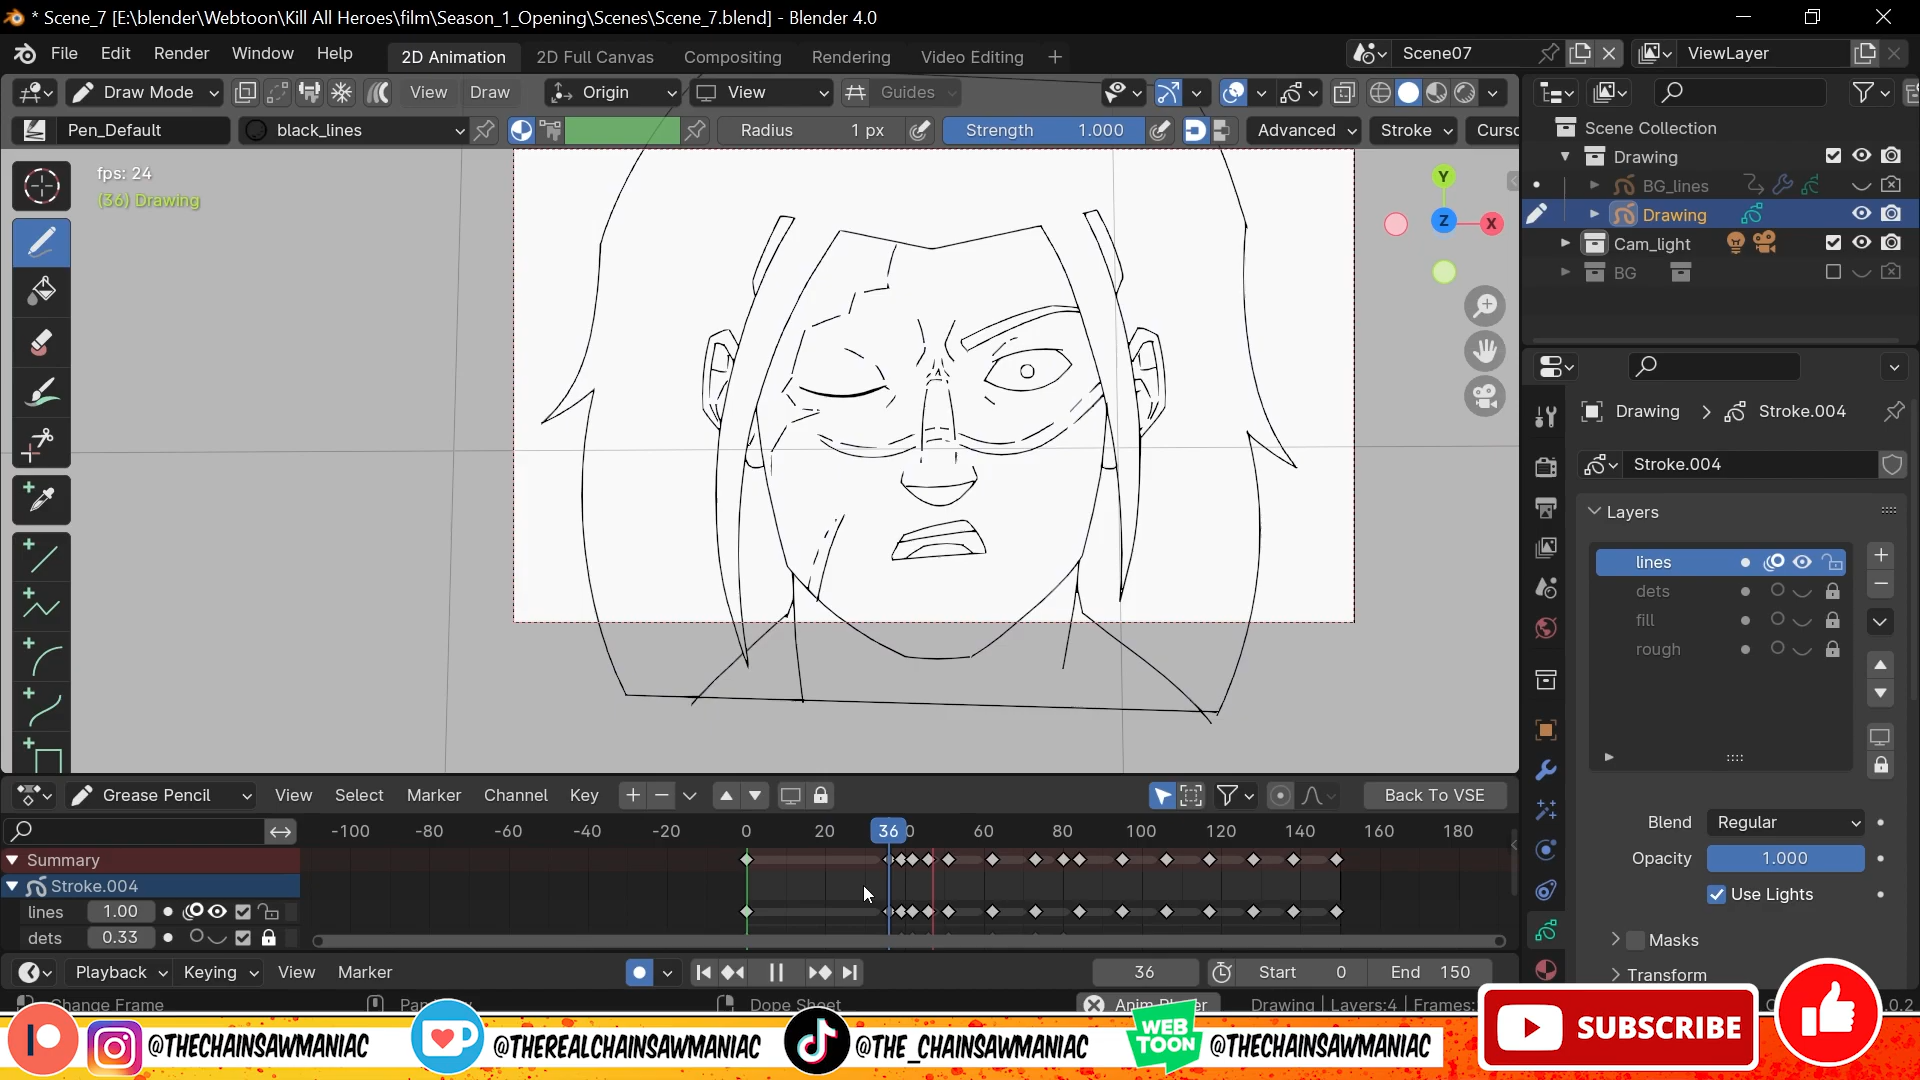 * Scene_7 [E:\blender\Webtoon\Kill All Heroes\film\Season_1_Opening\Scenes\Scene_7.blend] - Blender 4.0
File Edit Render Window Help 2D Animation 2D Full Canvas Compositing Rendering Video Editing + Scene07 ViewLayer
Draw Mode View Draw Origin View Guides
Pen_Default black_lines Radius 1 px Strength 1.000 Advanced Stroke
fps: 24
(36) Drawing
Y
Z
X
Scene Collection
Drawing
BG_lines
Drawing
Cam_light
BG
Drawing > Stroke.004
Stroke.004
Layers
lines
dets
fill
rough
Blend Regular
Opacity 1.000
Use Lights
Masks
Transform
Grease Pencil View Select Marker Channel Key Back To VSE
-100 -80 -60 -40 -20 0 20 36 60 80 100 120 140 160 180
Summary
Stroke.004
lines 1.00
dets 0.33
Playback Keying View Marker 36 Start 0 End 150
Change Frame Dope Sheet Drawing | Layers:4 | Frames:
@THECHAINSAWMANIAC @THEREALCHAINSAWMANIAC @THE_CHAINSAWMANIAC WEB TOON @THECHAINSAWMANIAC SUBSCRIBE